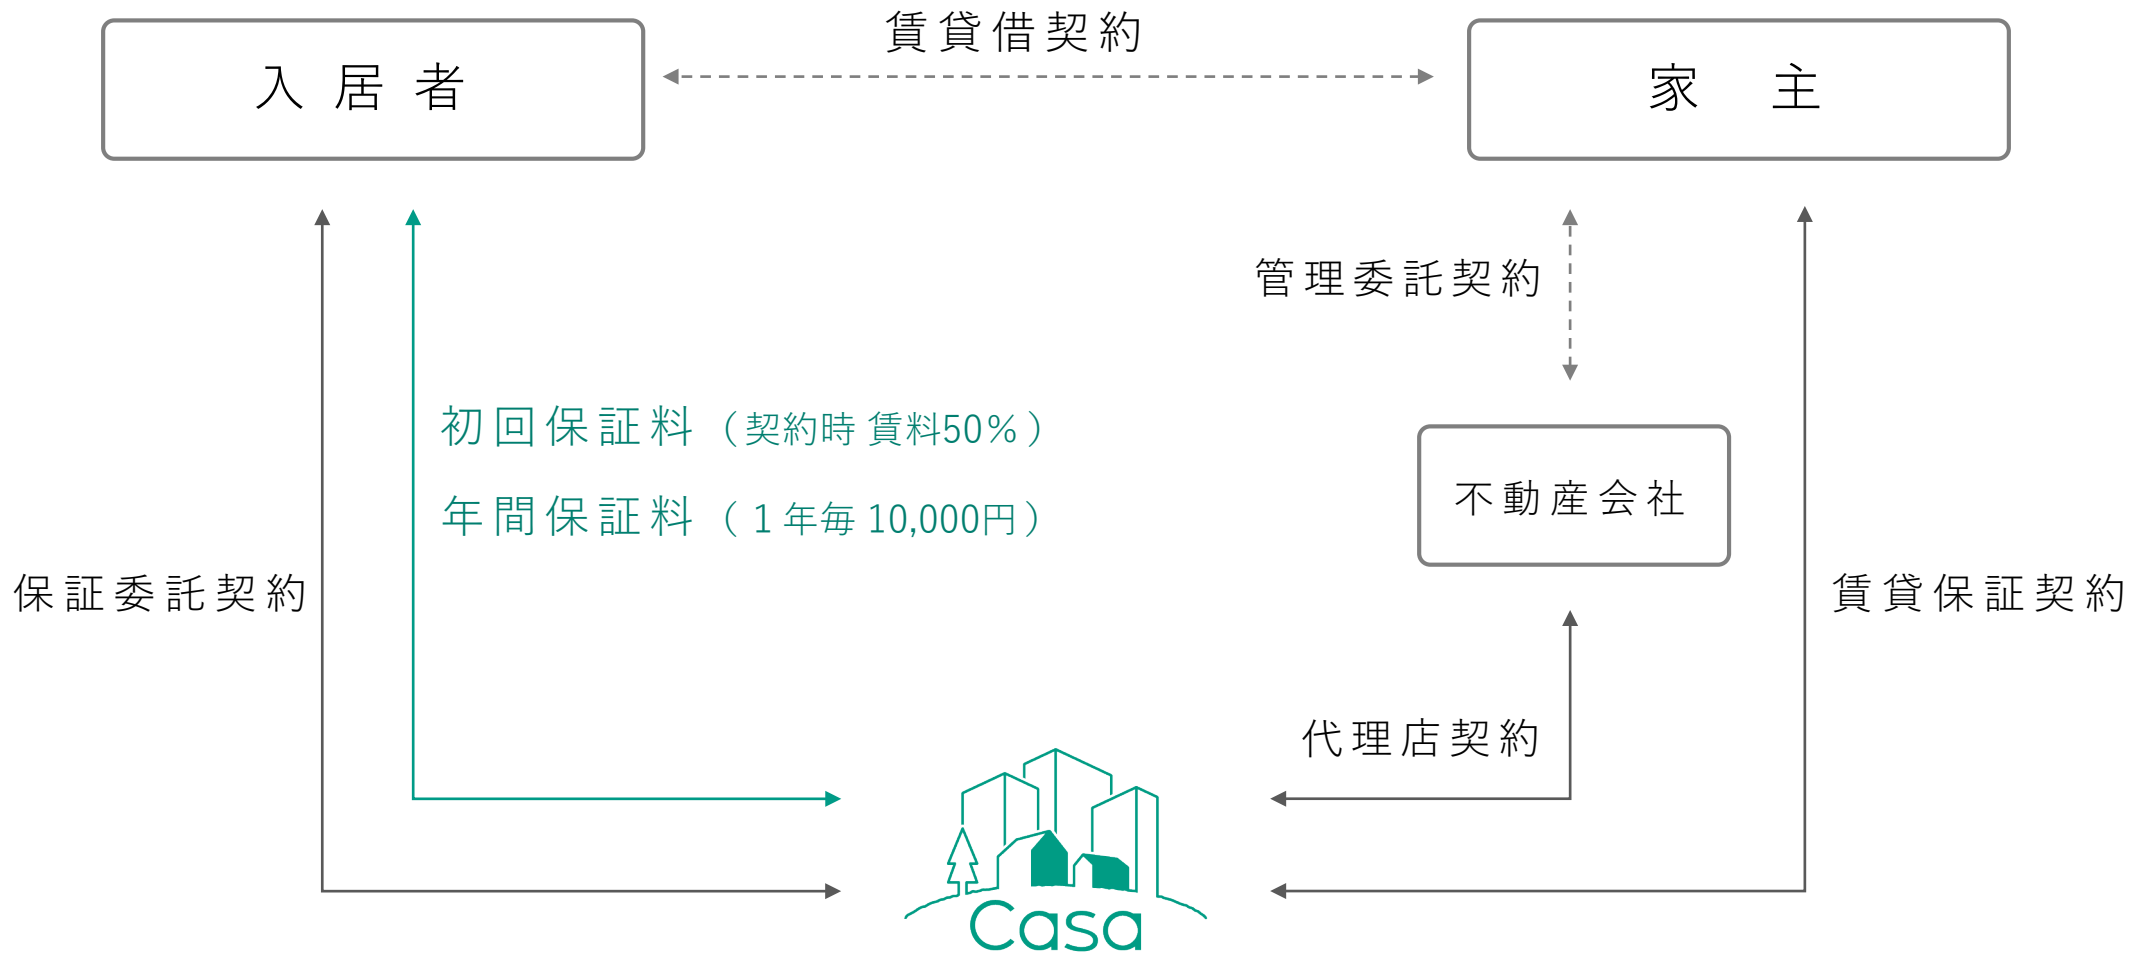 賃貸借契約
入居者
家主
管理委託契約
初回保証料（契約時 賃料50％）
不動産会社
年間保証料（１年毎 10,000円）
保証委託契約
賃貸保証契約
代理店契約
Casa